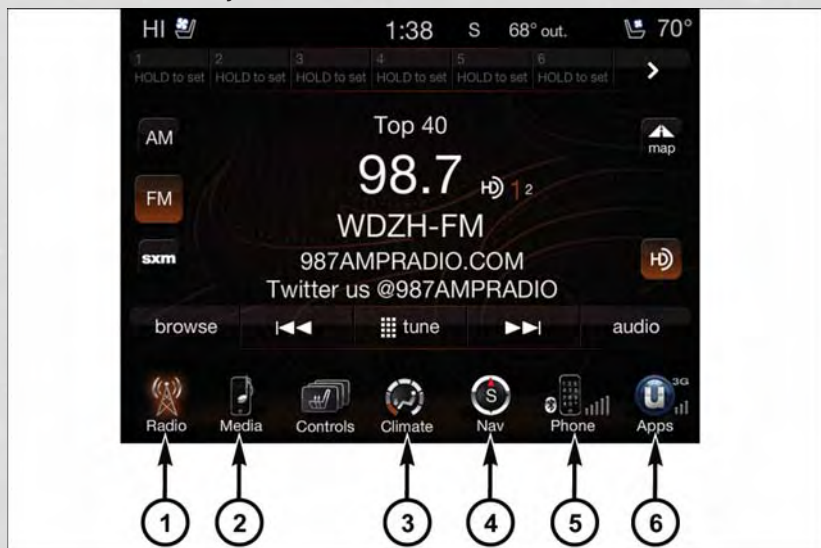 HI 1:38 S 68° out. 70°
1 2 3 4 5 6
HOLD to set HOLD to set HOLD to set HOLD to set HOLD to set HOLD to set
AM
Top 40
map
98.7 HD 1 2
FM
WDZH-FM
sxm
987AMPRADIO.COM
HD
Twitter us @987AMPRADIO
browse tune audio
S U 3G
Radio Media Controls Climate Nav Phone Apps
1 2 3 4 5 6